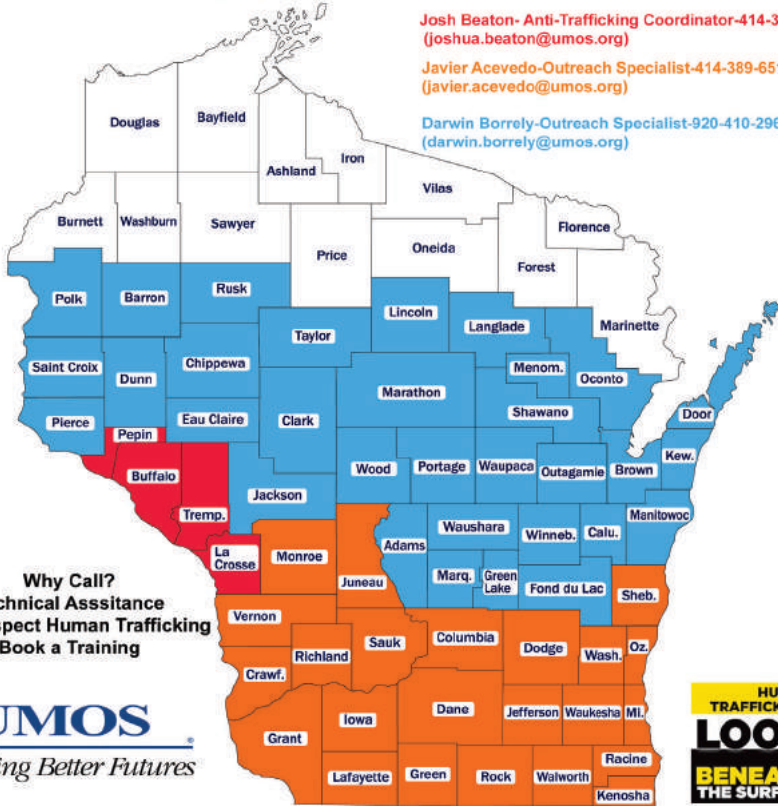 Josh Beaton- Anti-Trafficking Coordinator-414-3
(joshua.beaton@umos.org)
Javier Acevedo-Outreach Specialist-414-389-651
(javier.acevedo@umos.org)
Darwin Borrely-Outreach Specialist-920-410-296
(darwin.borrely@umos.org)
Douglas
Bayfield
Ashland
Iron
Vilas
Burnett
Washburn
Sawyer
Price
Oneida
Florence
Forest
Marinette
Polk
Barron
Rusk
Lincoln
Langlade
Taylor
Saint Croix
Dunn
Chippewa
Menom.
Oconto
Marathon
Pierce
Pepin
Eau Claire
Clark
Shawano
Door
Buffalo
Wood
Portage
Waupaca
Outagamie
Brown
Kew.
Tremp.
Jackson
Adams
Waushara
Winneb.
Calu.
Manitowoc
La
Crosse
Monroe
Juneau
Marq.
Green
Lake
Fond du Lac
Sheb.
Why Call?
chnical Asssitance
spect Human Trafficking
Book a Training
Vernon
Crawf.
Richland
Sauk
Columbia
Dodge
Wash.
Oz.
Grant
Iowa
Dane
Jefferson
Waukesha
Mi.
Lafayette
Green
Rock
Walworth
Racine
Kenosha
UMOS
ing Better Futures
HU
TRAFFICK
LOO
BENEA
THE SURF